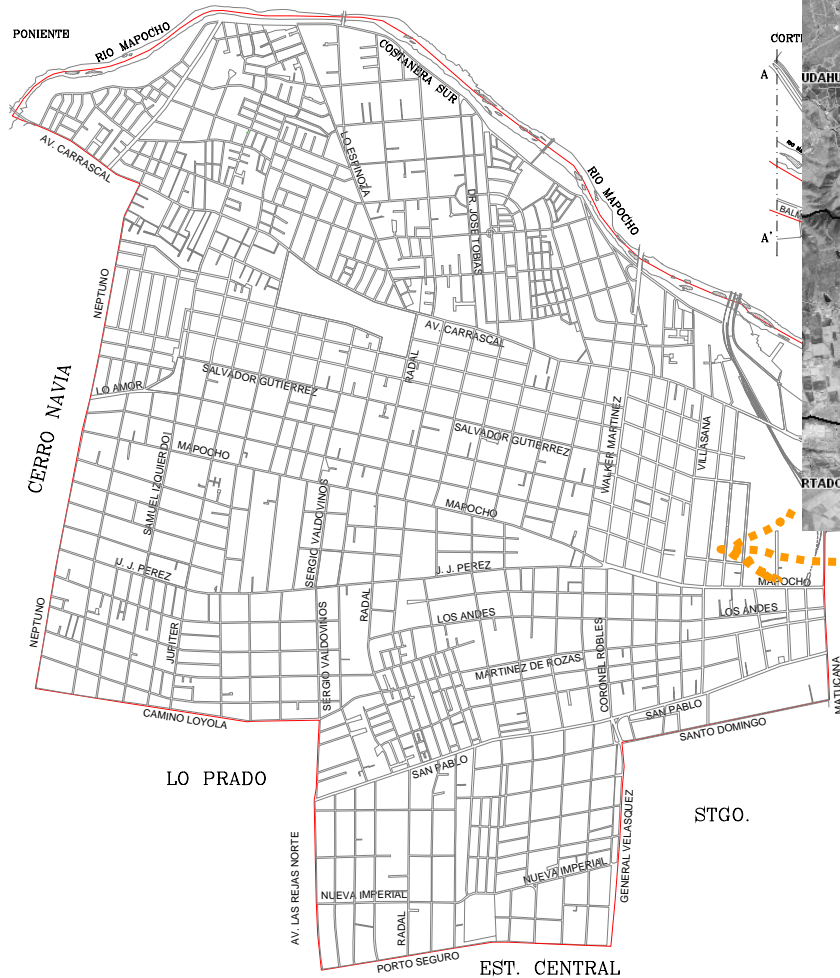 PONIENTE
RIO MAPOCHO
COSTANERA SUR
CORT
A
UDAHU
AV. CARRASCAL
LO ESPINOZA
DR. JOSE TOBIAS
RIO MAPOCHO
BALM
A'
NEPTUNO
AV. CARRASCAL
RADAL
CERRO NAVIA
LO AMOR
SALVADOR GUTIERREZ
SALVADOR GUTIERREZ
WALKER MARTINEZ
VILLASANA
SAMUEL IZQUIERDO
MAPOCHO
SERGIO VALDOVINOS
MAPOCHO
RTADO
J. J. PEREZ
J. J. PEREZ
MAPOCHO
NEPTUNO
JUPITER
SERGIO VALDOVINOS
RADAL
LOS ANDES
LOS ANDES
MARTINEZ DE ROZAS
CORONEL ROBLES
MATUCANA
CAMINO LOYOLA
SAN PABLO
SANTO DOMINGO
SAN PABLO
LO PRADO
STGO.
GENERAL VELASQUEZ
AV. LAS REJAS NORTE
NUEVA IMPERIAL
NUEVA IMPERIAL
RADAL
PORTO SEGURO
EST. CENTRAL